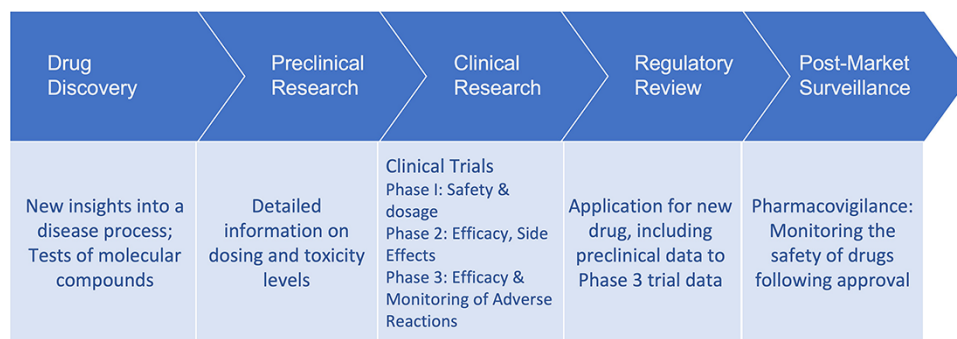 Drug
Discovery
Preclinical
Research
Clinical
Research
Regulatory
Review
Post-Market
Surveillance
New insights into a
disease process;
Tests of molecular
compounds
Detailed
information on
dosing and toxicity
levels
Clinical Trials
Phase I: Safety &
dosage
Phase 2: Efficacy, Side
Effects
Phase 3: Efficacy &
Monitoring of Adverse
Reactions
Application for new
drug, including
preclinical data to
Phase 3 trial data
Pharmacovigilance:
Monitoring the
safety of drugs
following approval